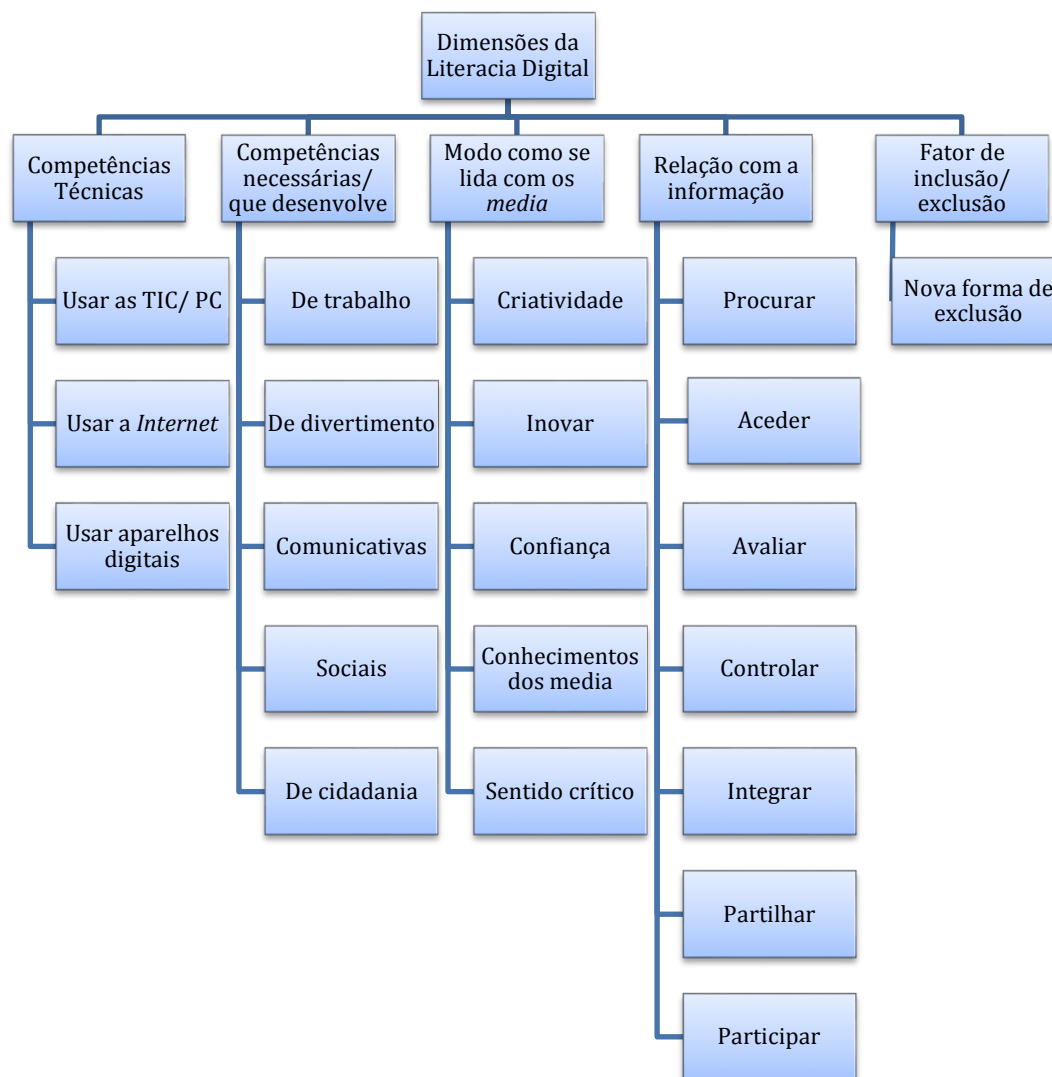 Dimensões da
Literacia Digital
Competências
Técnicas
Usar as TIC/ PC
Usar a Internet
Usar aparelhos
digitais
Competências
necessárias/
que desenvolve
De trabalho
De divertimento
Comunicativas
Sociais
De cidadania
Modo como se
lida com os
media
Criatividade
Inovar
Confiança
Conhecimentos
dos media
Sentido crítico
Relação com a
informação
Procurar
Aceder
Avaliar
Controlar
Integrar
Partilhar
Participar
Fator de
inclusão/
exclusão
Nova forma de
exclusão